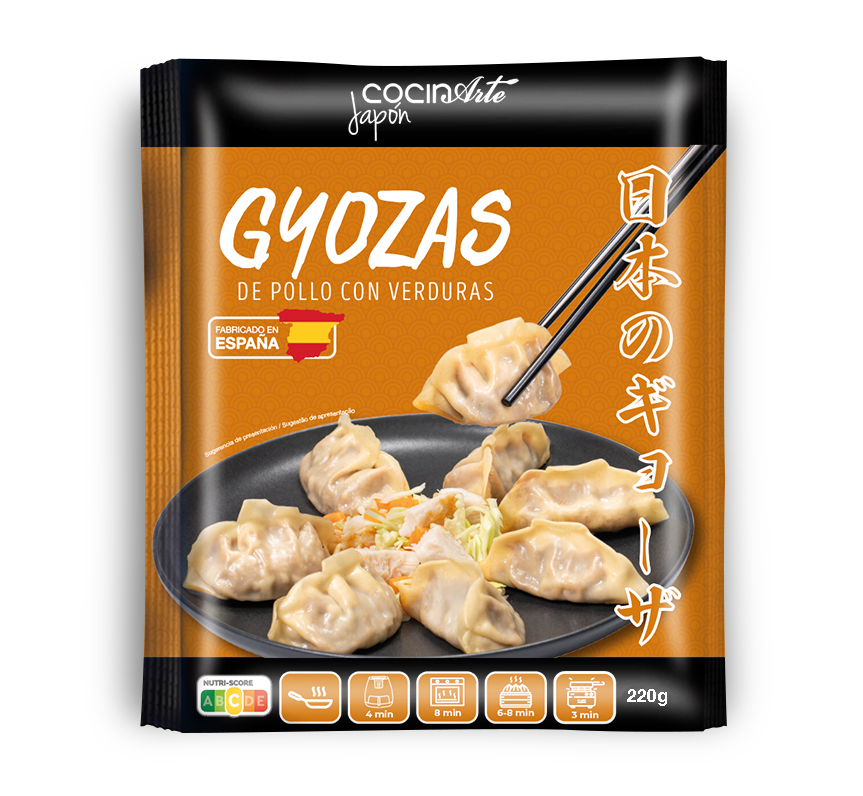 COCINArte
Japón
GYOZAS
DE POLLO CON VERDURAS
FABRICADO EN
ESPAÑA
Sugerencia de presentación / Sugestão de apresentação
日本のギョーザ
NUTRI-SCORE
A B C D E
4 min
8 min
6-8 min
3 min
220g